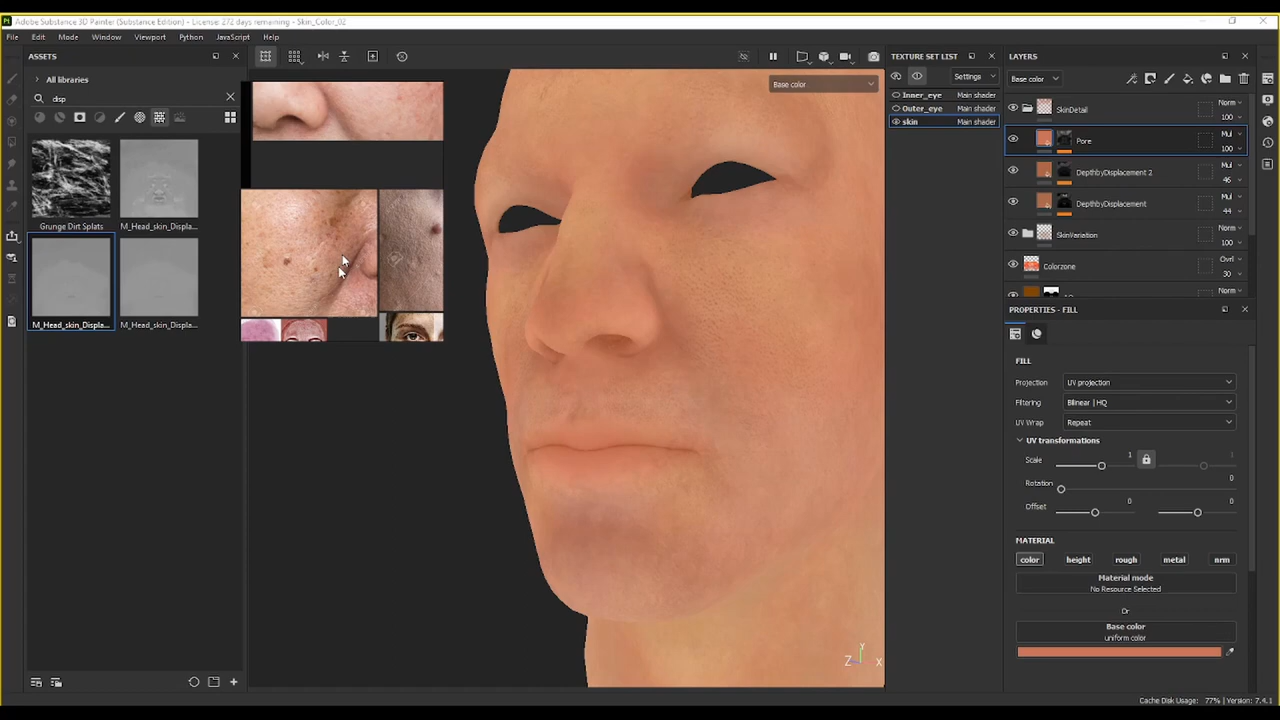 Adobe Substance 3D Painter (Substance Edition) - License: 272 days remaining - Skin_Color_02
File Edit Mode Window Viewport Python JavaScript Help
ASSETS
All libraries
disp
Grunge Dirt Splats
M_Head_skin_Displa...
M_Head_skin_Displa...
M_Head_skin_Displa...
Base color
TEXTURE SET LIST
Settings
Inner_eye Main shader
Outer_eye Main shader
skin Main shader
LAYERS
Base color
SkinDetail Norm 100
Pore Mul 100
DepthbyDisplacement 2 Mul 46
DepthbyDisplacement Mul 44
SkinVariation Norm 100
Colorzone Ovrl 30
Norm
PROPERTIES - FILL
FILL
Projection UV projection
Filtering Bilinear | HQ
UV Wrap Repeat
UV transformations
Scale 1 1
Rotation 0
Offset 0 0
MATERIAL
color height rough metal nrm
Material mode
No Resource Selected
Or
Base color
uniform color
Y
Z X
Cache Disk Usage: 77% | Version: 7.4.1